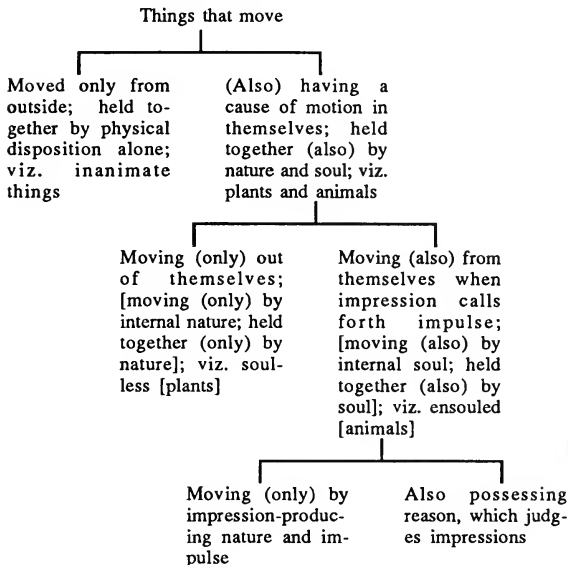 Things that move
Moved only from
outside; held to-
gether by physical
disposition alone;
viz. inanimate
things
(Also) having a
cause of motion in
themselves; held
together (also) by
nature and soul; viz.
plants and animals
Moving (only) out
of themselves;
[moving (only) by
internal nature; held
together (only) by
nature]; viz. soul-
less [plants]
Moving (also) from
themselves when
impression calls
forth impulse;
[moving (also) by
internal soul; held
together (also) by
soul]; viz. ensouled
[animals]
Moving (only) by
impression-produc-
ing nature and im-
pulse
Also possessing
reason, which judg-
es impressions